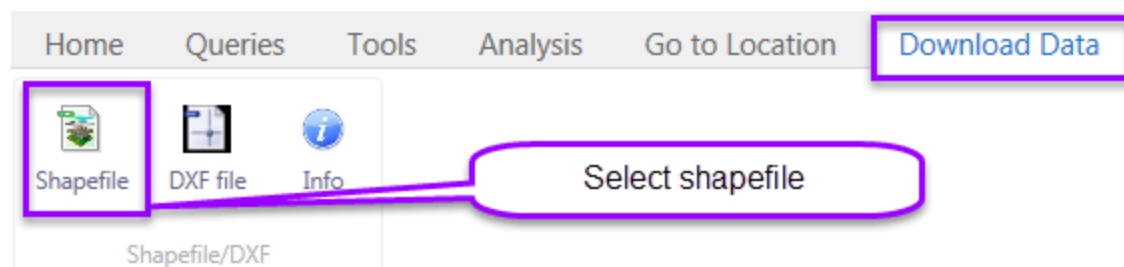 Home Queries Tools Analysis Go to Location Download Data
Shapefile DXF file Info
Select shapefile
Shapefile/DXF